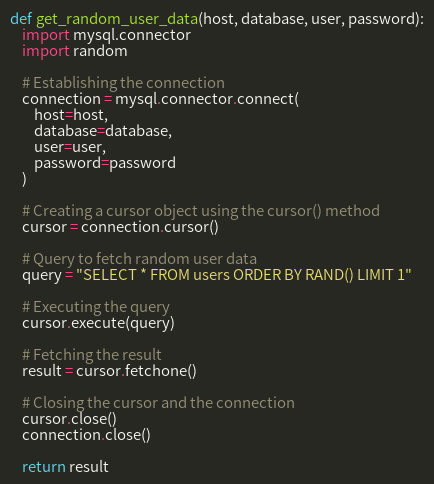 def get_random_user_data(host, database, user, password):
    import mysql.connector
    import random

    # Establishing the connection
    connection = mysql.connector.connect(
        host=host,
        database=database,
        user=user,
        password=password
    )

    # Creating a cursor object using the cursor() method
    cursor = connection.cursor()

    # Query to fetch random user data
    query = "SELECT * FROM users ORDER BY RAND() LIMIT 1"

    # Executing the query
    cursor.execute(query)

    # Fetching the result
    result = cursor.fetchone()

    # Closing the cursor and the connection
    cursor.close()
    connection.close()

    return result